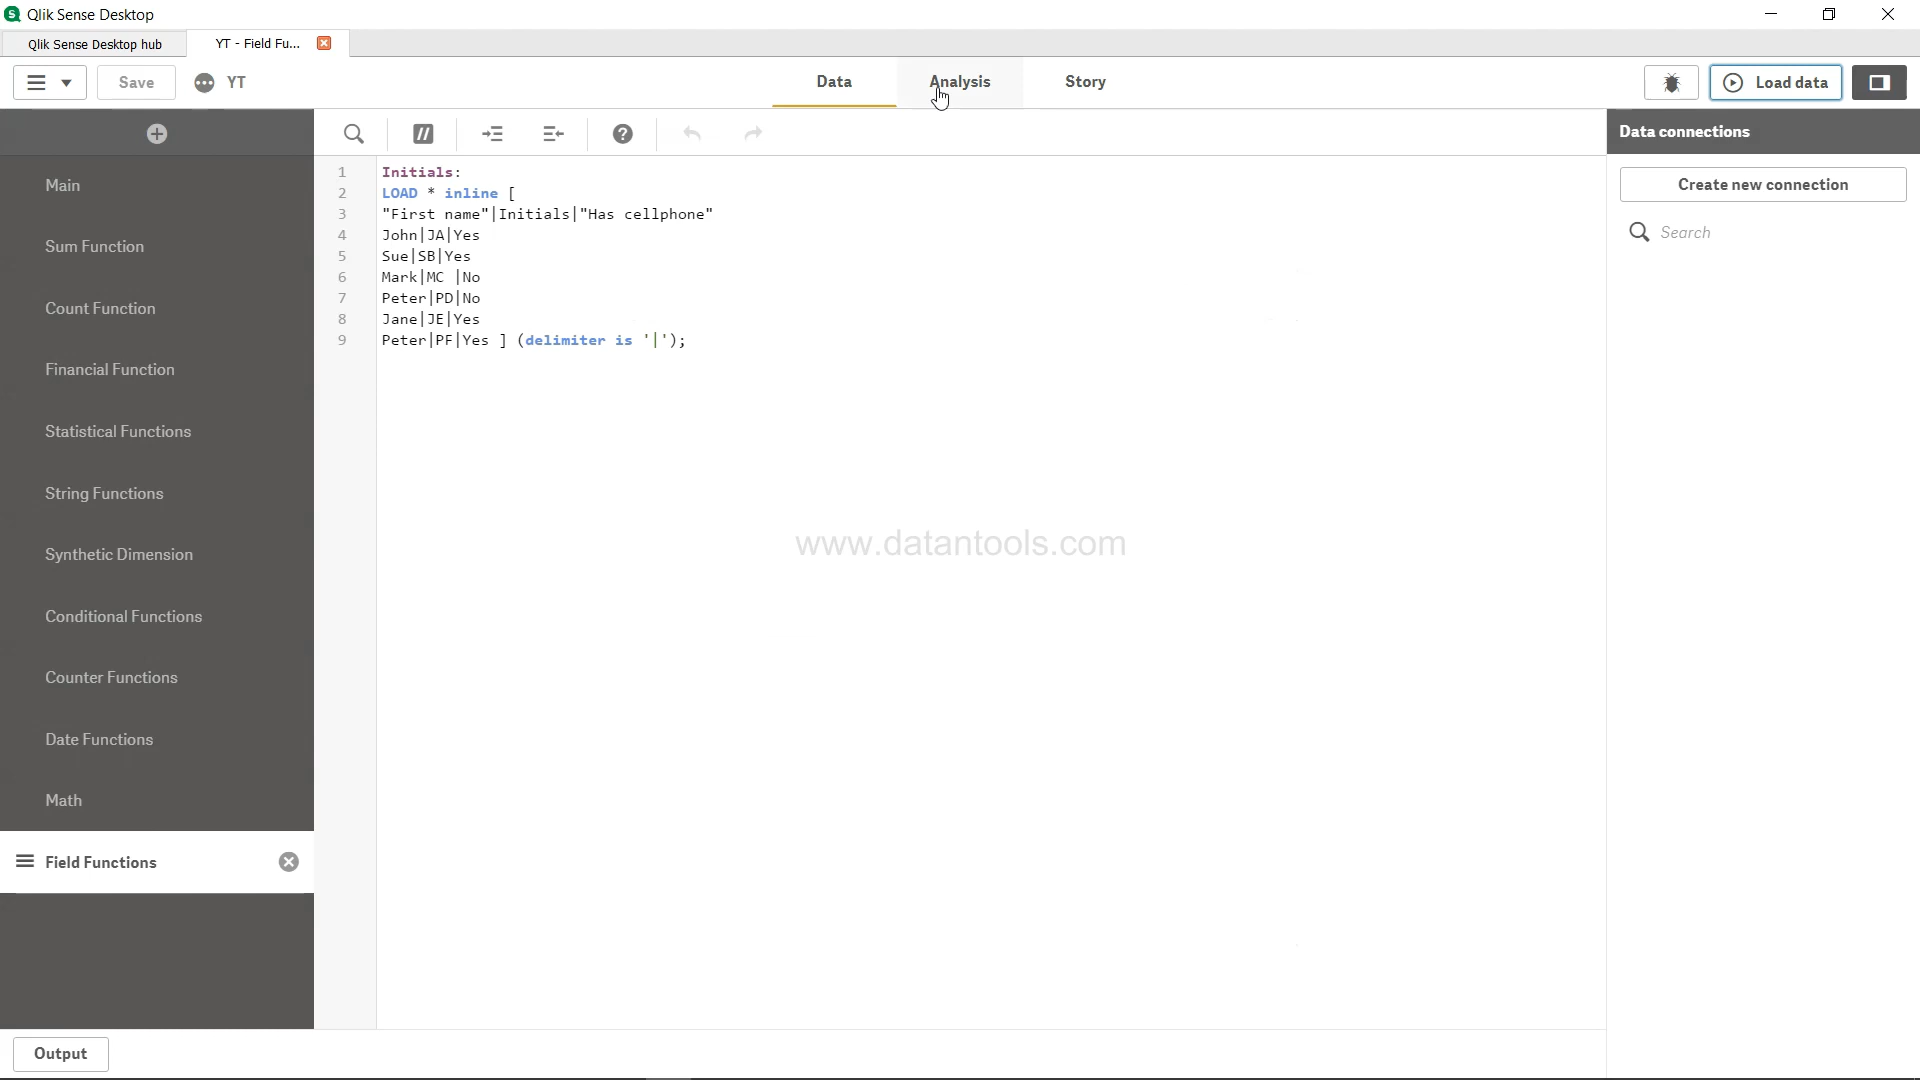 Qlik Sense Desktop
Qlik Sense Desktop hub
YT - Field Fu...
Save
YT
Data
Analysis
Story
Load data
Main
Sum Function
Count Function
Financial Function
Statistical Functions
String Functions
Synthetic Dimension
Conditional Functions
Counter Functions
Date Functions
Math
Field Functions
1 Initials:
2 LOAD * inline [
3 "First name"|Initials|"Has cellphone"
4 John|JA|Yes
5 Sue|SB|Yes
6 Mark|MC |No
7 Peter|PD|No
8 Jane|JE|Yes
9 Peter|PF|Yes ] (delimiter is '|');
www.datantools.com
Data connections
Create new connection
Search
Output